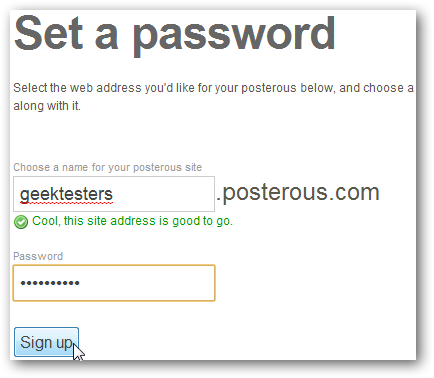 Set a password
Select the web address you'd like for your posterous below, and choose a
along with it.
Choose a name for your posterous site
geektesters.posterous.com
Cool, this site address is good to go.
Password
••••••••••
Sign up